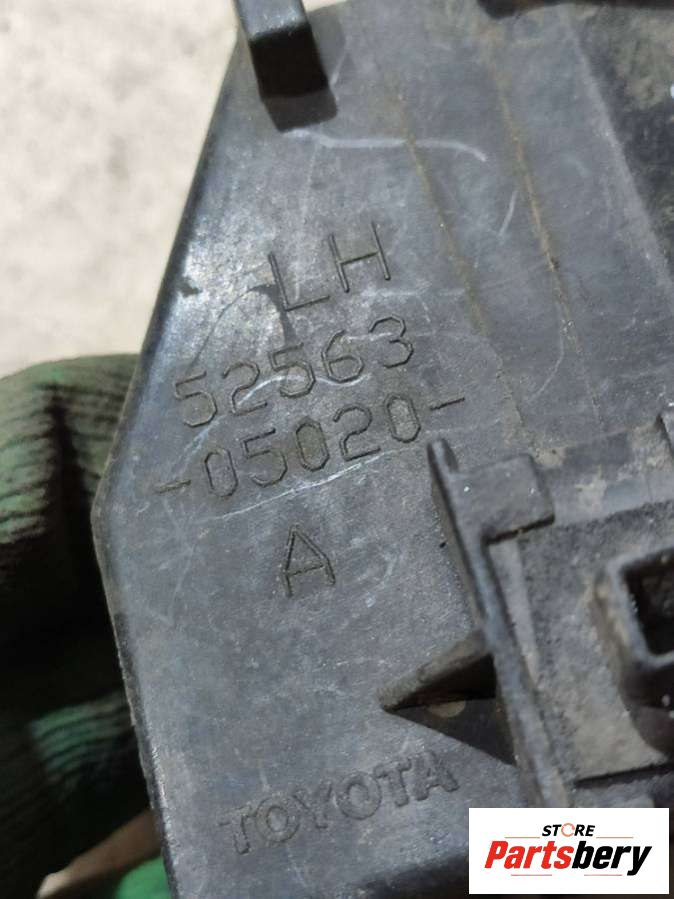 LH
52563
-05020-
A
TOYOTA
STORE
Partsbery